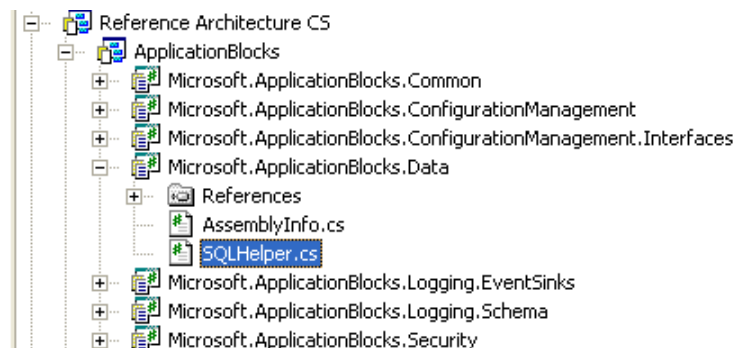 Reference Architecture CS
ApplicationBlocks
Microsoft.ApplicationBlocks.Common
Microsoft.ApplicationBlocks.ConfigurationManagement
Microsoft.ApplicationBlocks.ConfigurationManagement.Interfaces
Microsoft.ApplicationBlocks.Data
References
AssemblyInfo.cs
SQLHelper.cs
Microsoft.ApplicationBlocks.Logging.EventSinks
Microsoft.ApplicationBlocks.Logging.Schema
Microsoft.ApplicationBlocks.Security